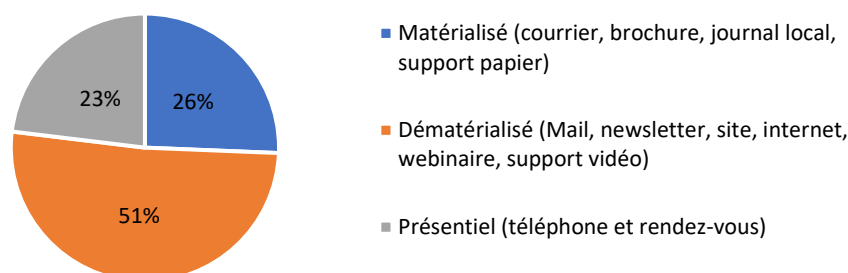 Matérialisé (courrier, brochure, journal local,
support papier)
23%
26%
Dématérialisé (Mail, newsletter, site, internet,
webinaire, support vidéo)
51%
Présentiel (téléphone et rendez-vous)